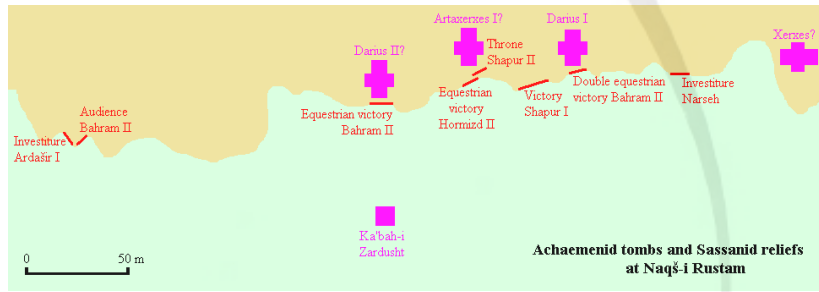 Artaxerxes I?
Darius I
Xerxes?
Darius II?
Throne
Shapur II
Audience
Bahram II
Investiture
Ardašir I
Equestrian victory
Bahram II
Equestrian
victory
Hormizd II
Victory
Shapur I
Double equestrian
victory Bahram II
Investiture
Narseh
Ka'bah-i
Zardusht
0
50 m
Achaemenid tombs and Sassanid reliefs
at Naqš-i Rustam